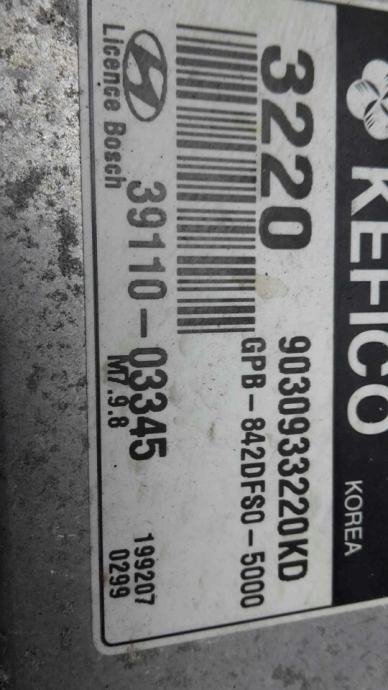 KEFICO KOREA
3220
9030933220KD
GPB-842DFS0-5000
39110-03345
M7.9.8
Licence Bosch
199207
0299